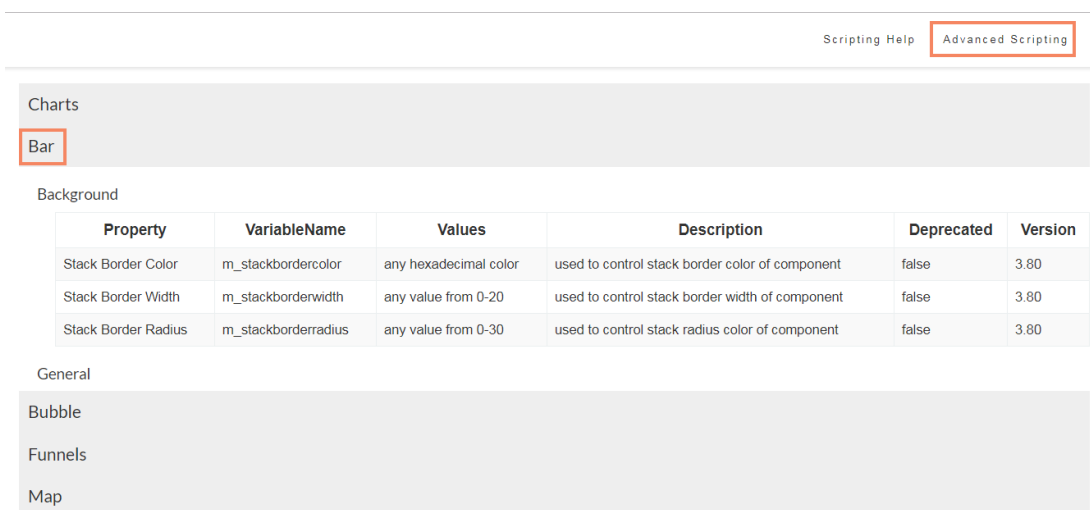 Scripting Help Advanced Scripting
Charts
Bar
Background
Property VariableName Values Description Deprecated Version
Stack Border Color m_stackbordercolor any hexadecimal color used to control stack border color of component false 3.80
Stack Border Width m_stackborderwidth any value from 0-20 used to control stack border width of component false 3.80
Stack Border Radius m_stackborderradius any value from 0-30 used to control stack radius color of component false 3.80
General
Bubble
Funnels
Map